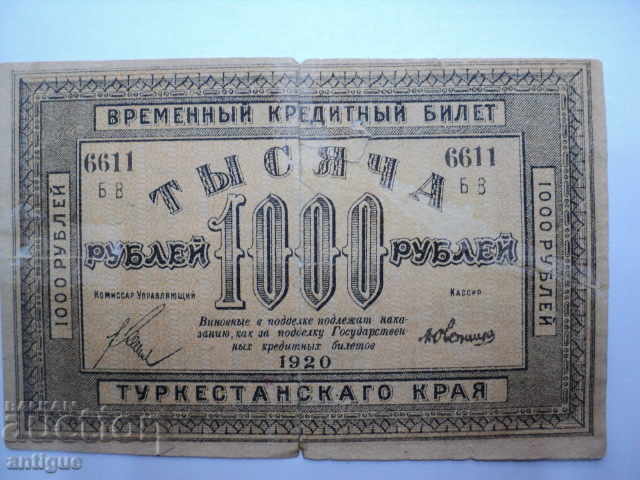 ВРЕМЕННЫЙ КРЕДИТНЫЙ БИЛЕТ
6611 6611
БВ БВ
ТЫСЯЧА
1000 РУБЛЕЙ
РУБЛЕЙ 1000 РУБЛЕЙ
1000 РУБЛЕЙ
КОМИССАР УПРАВЛЯЮЩИЙ
КАССИР
Виновные в подделке подлежат нака-
занию, как за подделку Государствен-
ных кредитных билетов
1920
ТУРКЕСТАНСКАГО КРАЯ
BALKAN
auction
antique